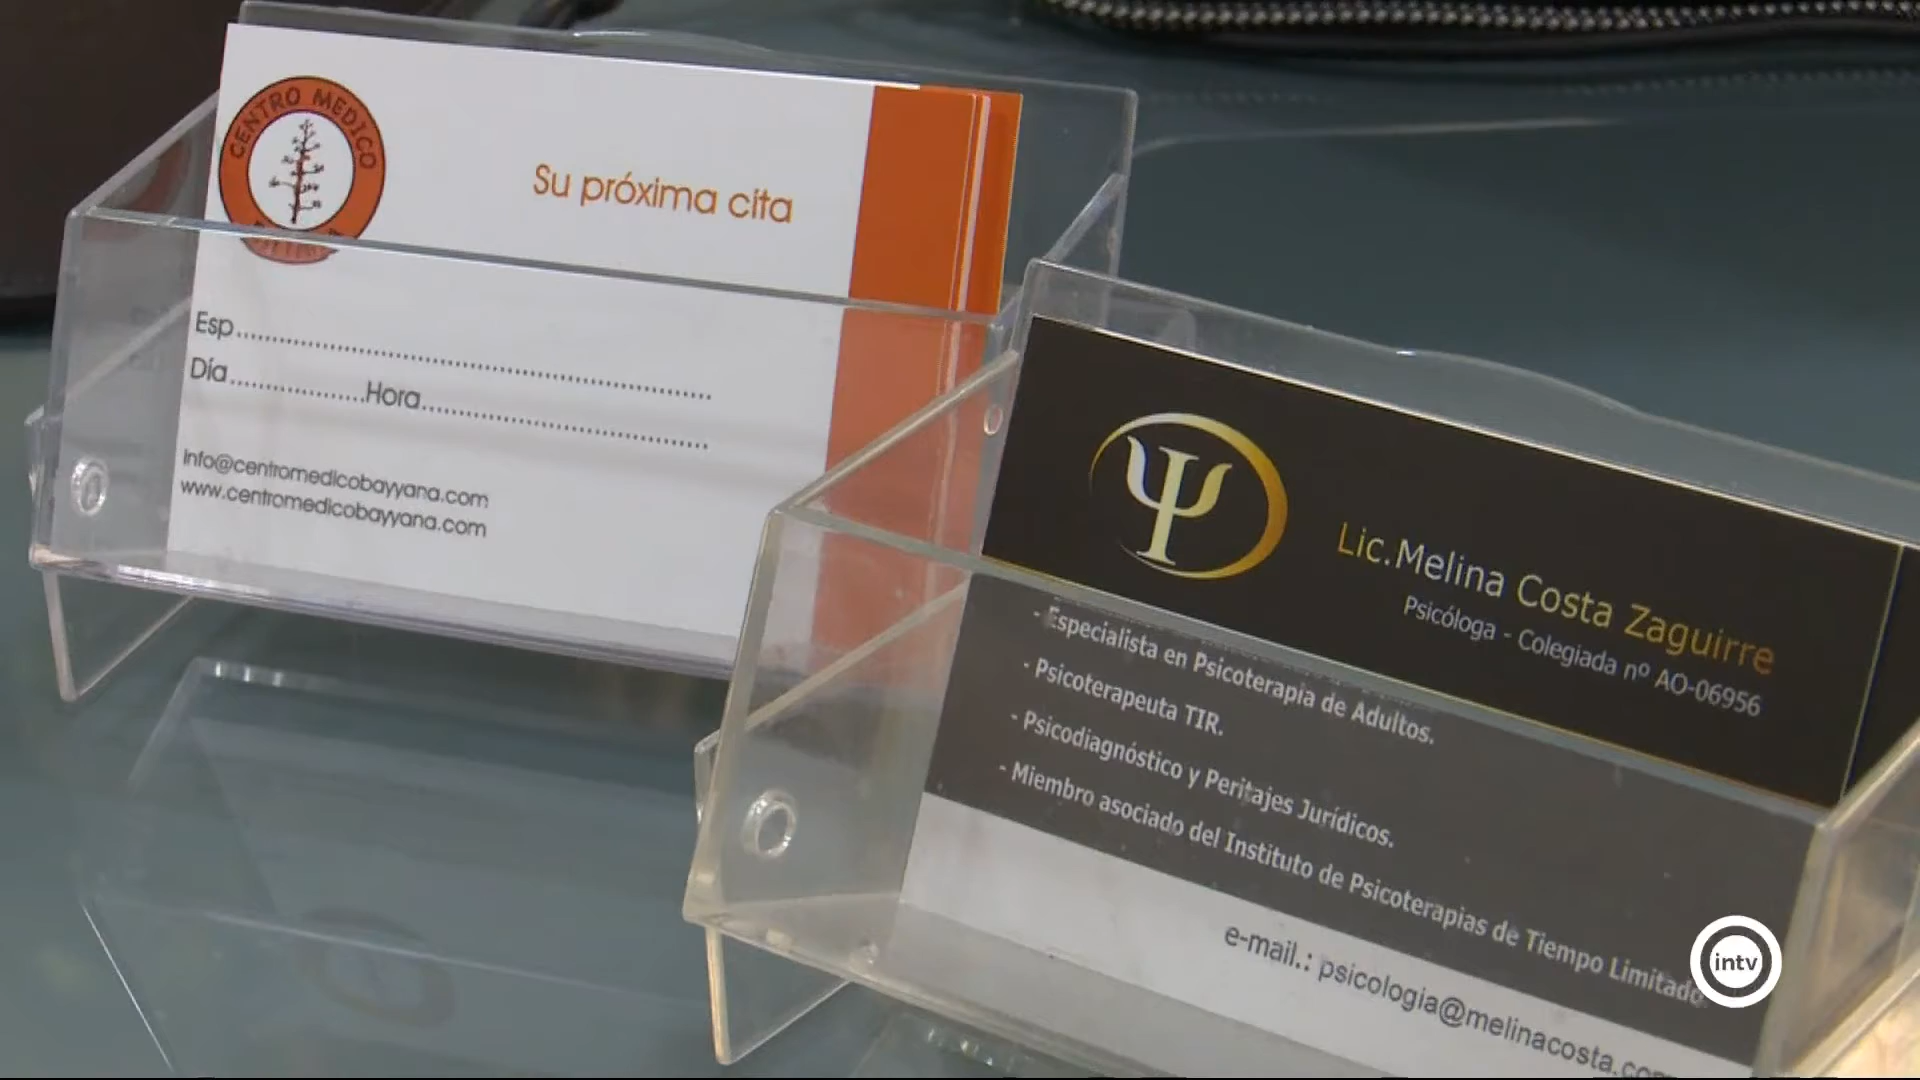 CENTRO MEDICO
Su próxima cita
Esp
Día Hora
info@centromedicobayyana.com
www.centromedicobayyana.com
Ψ
Lic.Melina Costa Zaguirre
Psicóloga - Colegiada nº AO-06956
- Especialista en Psicoterapia de Adultos.
- Psicoterapeuta TIR.
- Psicodiagnóstico y Peritajes Jurídicos.
- Miembro asociado del Instituto de Psicoterapias de Tiempo Limitado
e-mail.: psicologia@melinacosta.com
intv